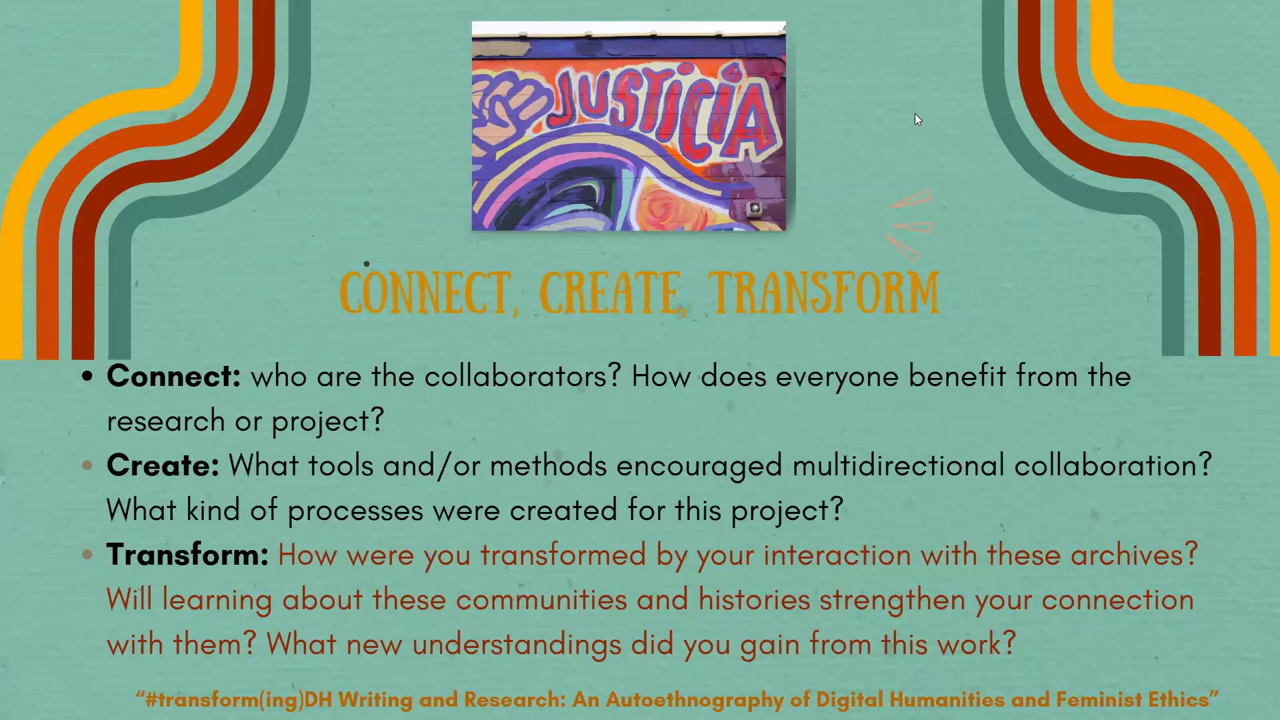 JUSTICIA
CONNECT, CREATE, TRANSFORM
• Connect: who are the collaborators? How does everyone benefit from the
research or project?
• Create: What tools and/or methods encouraged multidirectional collaboration?
What kind of processes were created for this project?
• Transform: How were you transformed by your interaction with these archives?
Will learning about these communities and histories strengthen your connection
with them? What new understandings did you gain from this work?
“#transform(ing)DH Writing and Research: An Autoethnography of Digital Humanities and Feminist Ethics”